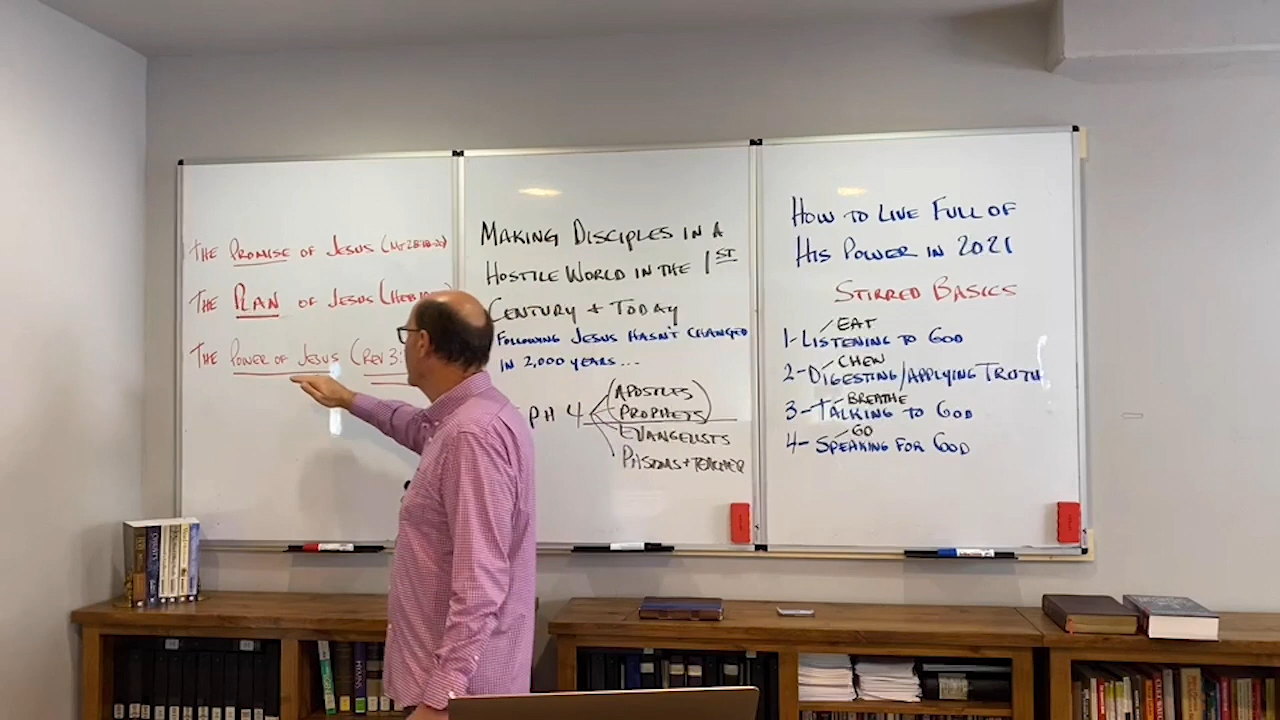 THE PROMISE OF JESUS (MT 28:18-20)
THE PLAN OF JESUS (HEB
THE POWER OF JESUS (REV 3:
MAKING DISCIPLES IN A
HOSTILE WORLD IN THE 1ST
CENTURY + TODAY
FOLLOWING JESUS HASN'T CHANGED
IN 2,000 YEARS...
PH 4
(APOSTLES
PROPHETS)
EVANGELISTS
PASTORS + TEACHER
HOW TO LIVE FULL OF
HIS POWER IN 2021
STIRRED BASICS
EAT
1-LISTENING TO GOD
CHEW
2-DIGESTING/APPLYING TRUTH
BREATHE
3-TALKING TO GOD
GO
4-SPEAKING FOR GOD